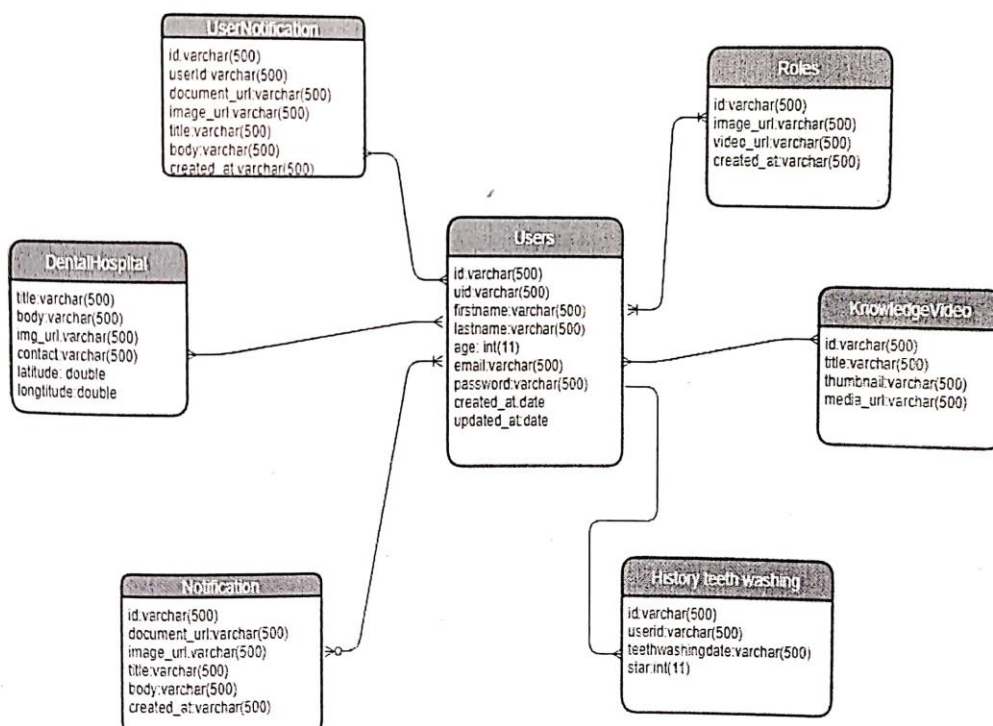 UserNotification
id:varchar(500)
userId:varchar(500)
document_url:varchar(500)
image_url:varchar(500)
title:varchar(500)
body:varchar(500)
created_at:varchar(500)
Roles
id:varchar(500)
image_url:varchar(500)
video_url:varchar(500)
created_at:varchar(500)
Users
id:varchar(500)
uid:varchar(500)
firstname:varchar(500)
lastname:varchar(500)
age: int(11)
email:varchar(500)
password:varchar(500)
created_at:date
updated_at:date
DentalHospital
title:varchar(500)
body:varchar(500)
img_url:varchar(500)
contact:varchar(500)
latitude: double
longtitude:double
KnowledgeVideo
id:varchar(500)
title:varchar(500)
thumbnail:varchar(500)
media_url:varchar(500)
Notification
id:varchar(500)
document_url:varchar(500)
image_url:varchar(500)
title:varchar(500)
body:varchar(500)
created_at:varchar(500)
History teeth washing
id:varchar(500)
userid:varchar(500)
teethwashingdate:varchar(500)
star:int(11)